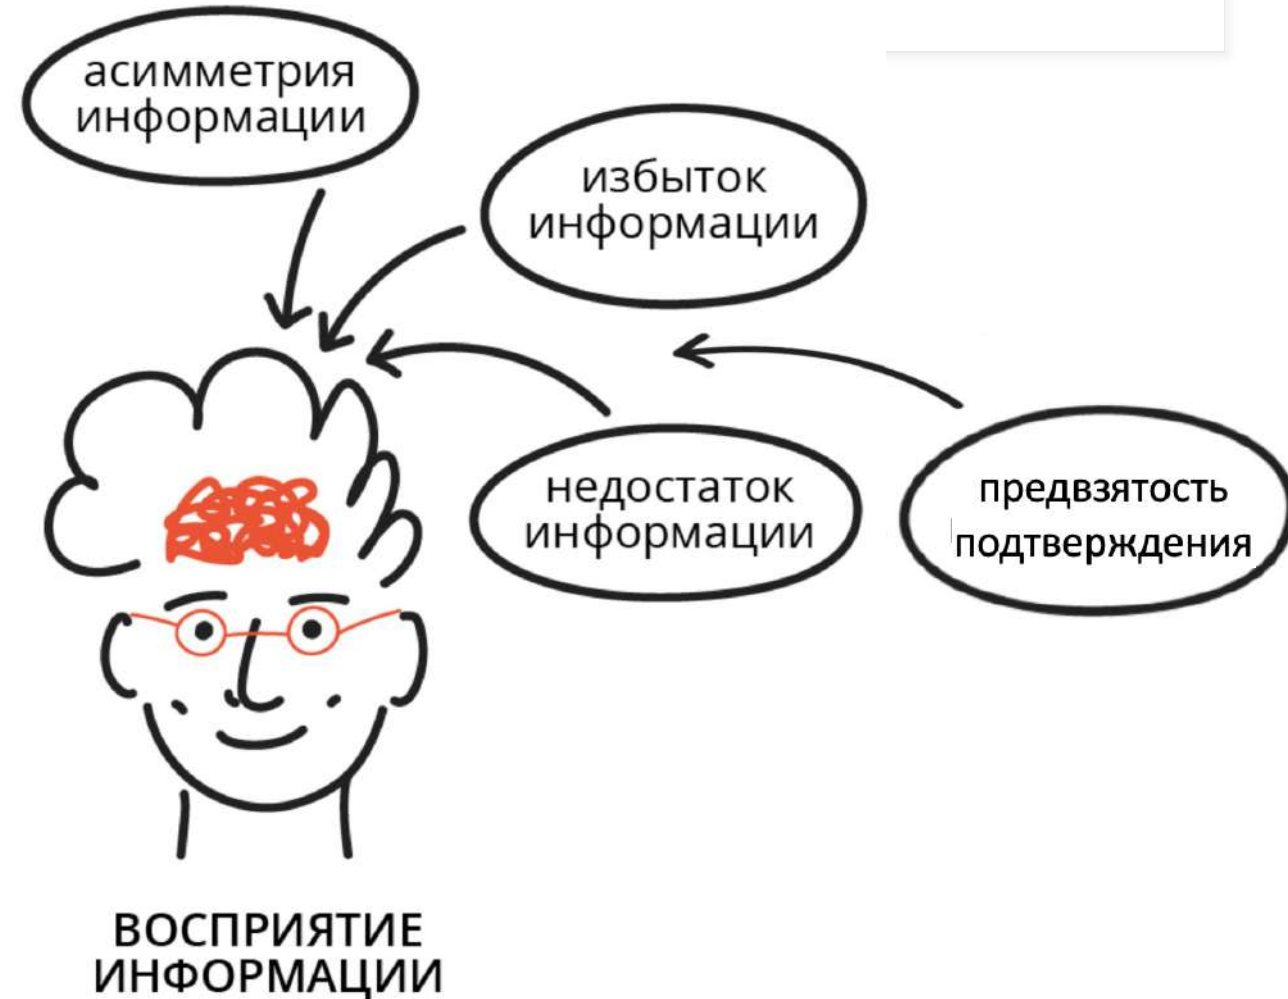 асимметрия
информации
избыток
информации
недостаток
информации
предвзятость
подтверждения
ВОСПРИЯТИЕ
ИНФОРМАЦИИ